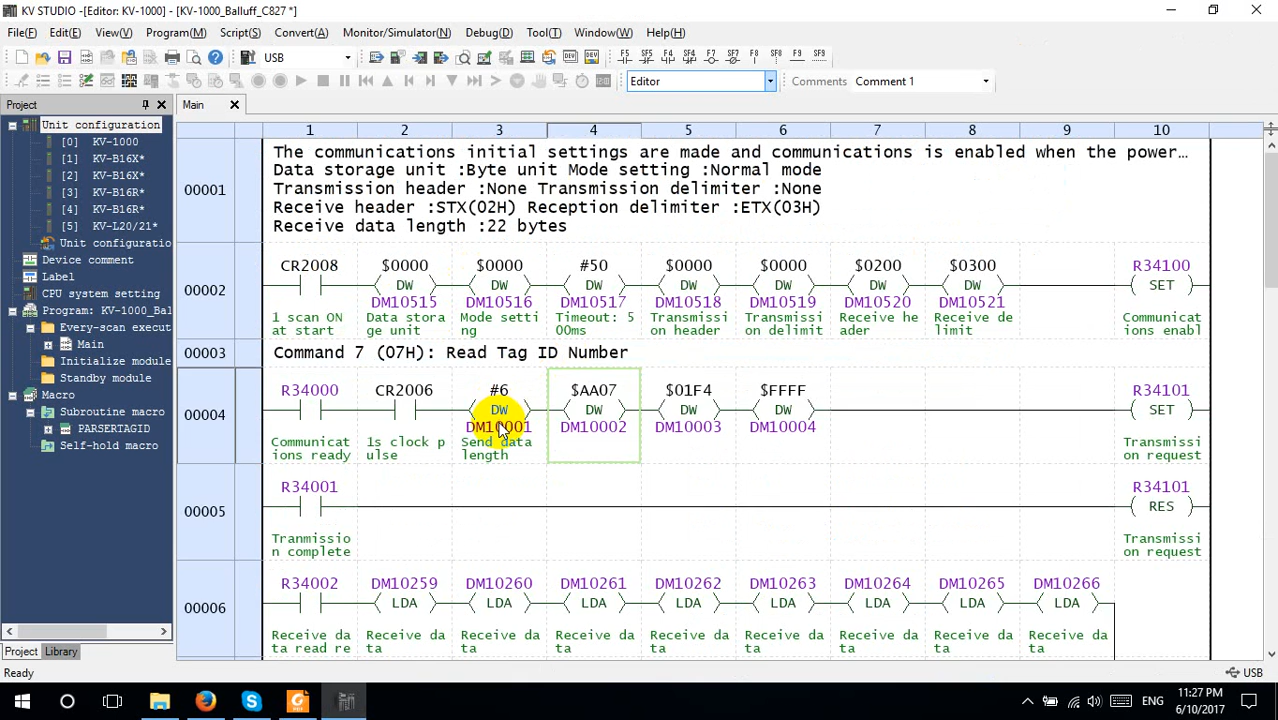 KV STUDIO -[Editor: KV-1000] - [KV-1000_Balluff_C827 *]
File(F) Edit(E) View(V) Program(M) Script(S) Convert(A) Monitor/Simulator(N) Debug(D) Tool(T) Window(W) Help(H)
USB F5 SF5 F4 SF4 F7 SF7 F8 SF8 F9 SF9
Editor Comments Comment 1
Project Main
Unit configuration
[0] KV-1000
[1] KV-B16X*
[2] KV-B16X*
[3] KV-B16R*
[4] KV-B16R*
[5] KV-L20/21*
Unit configuratio
Device comment
Label
CPU system setting
Program: KV-1000_Bal
Every-scan execut
Main
Initialize module
Standby module
Macro
Subroutine macro
PARSERTAGID
Self-hold macro
Project Library
1 2 3 4 5 6 7 8 9 10
00001
The communications initial settings are made and communications is enabled when the power…
Data storage unit :Byte unit Mode setting :Normal mode
Transmission header :None Transmission delimiter :None
Receive header :STX(02H) Reception delimiter :ETX(03H)
Receive data length :22 bytes
00002
CR2008 $0000 $0000 #50 $0000 $0000 $0200 $0300 R34100
DW DW DW DW DW DW DW SET
DM10515 DM10516 DM10517 DM10518 DM10519 DM10520 DM10521
1 scan ON Data stora Mode setti Timeout: 5 Transmissi Transmissi Receive he Receive de Communicat
at start ge unit ng 00ms on header on delimit ader limit ions enabl
00003 Command 7 (07H): Read Tag ID Number
00004
R34000 CR2006 #6 $AA07 $01F4 $FFFF R34101
DW DW DW DW SET
DM10001 DM10002 DM10003 DM10004
Communicat 1s clock p Send data Transmissi
ions ready ulse length on request
00005
R34001 R34101
RES
Tranmissio Transmissi
n complete on request
00006
R34002 DM10259 DM10260 DM10261 DM10262 DM10263 DM10264 DM10265 DM10266
LDA LDA LDA LDA LDA LDA LDA LDA
Receive da Receive da Receive da Receive da Receive da Receive da Receive da Receive da Receive da
ta read re ta ta ta ta ta ta ta ta
Ready USB
ENG 11:27 PM
6/10/2017